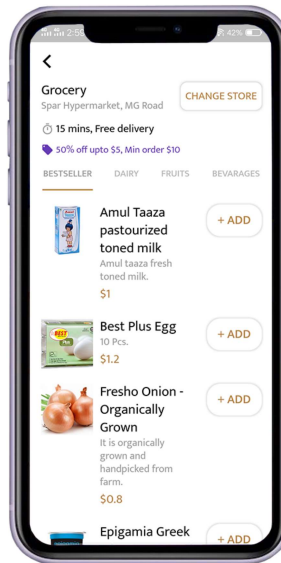 2:59
42%
Grocery
Spar Hypermarket, MG Road
CHANGE STORE
15 mins, Free delivery
50% off upto $5, Min order $10
BESTSELLER DAIRY FRUITS BEVARAGES
Amul Taaza
pastourized
toned milk
Amul taaza fresh
toned milk.
$1
+ ADD
BEST
Best Plus Egg
10 Pcs.
$1.2
+ ADD
Fresho Onion -
Organically
Grown
It is organically
grown and
handpicked from
farm.
$0.8
+ ADD
Epigamia Greek
+ ADD